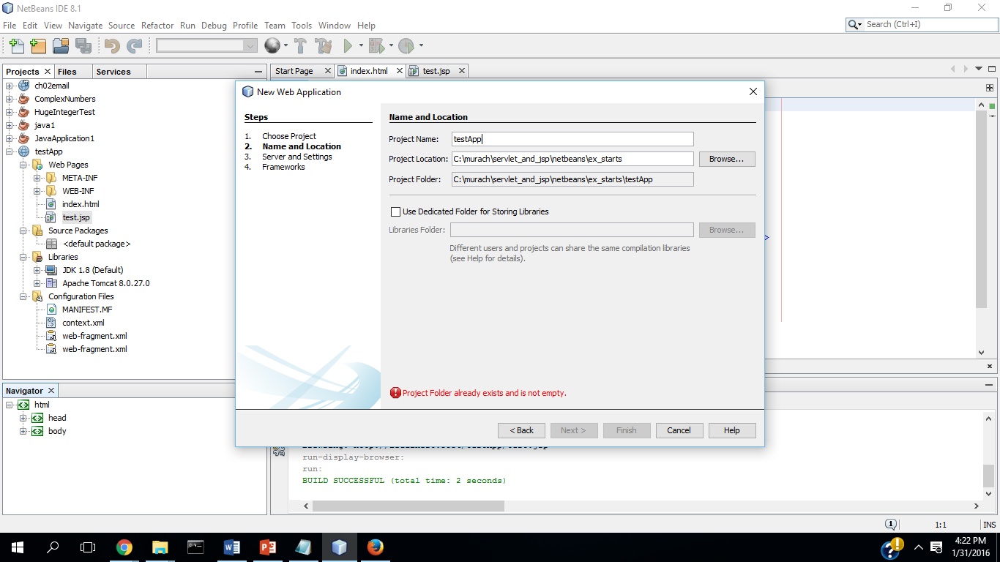 NetBeans IDE 8.1
File Edit View Navigate Source Refactor Run Debug Profile Team Tools Window Help
Search (Ctrl+I)
Projects Files Services
Start Page index.html test.jsp
ch02email
ComplexNumbers
HugeIntegerTest
java1
JavaApplication1
testApp
Web Pages
META-INF
WEB-INF
index.html
test.jsp
Source Packages
<default package>
Libraries
JDK 1.8 (Default)
Apache Tomcat 8.0.27.0
Configuration Files
MANIFEST.MF
context.xml
web-fragment.xml
web-fragment.xml
Navigator
html
head
body
New Web Application
Steps
1. Choose Project
2. Name and Location
3. Server and Settings
4. Frameworks
Name and Location
Project Name: testApp
Project Location: C:\murach\servlet_and_jsp\netbeans\ex_starts Browse...
Project Folder: C:\murach\servlet_and_jsp\netbeans\ex_starts\testApp
Use Dedicated Folder for Storing Libraries
Libraries Folder: Browse...
Different users and projects can share the same compilation libraries
(see Help for details).
Project Folder already exists and is not empty.
< Back Next > Finish Cancel Help
run-display-browser:
run:
BUILD SUCCESSFUL (total time: 2 seconds)
1 1:1 INS
4:22 PM
1/31/2016